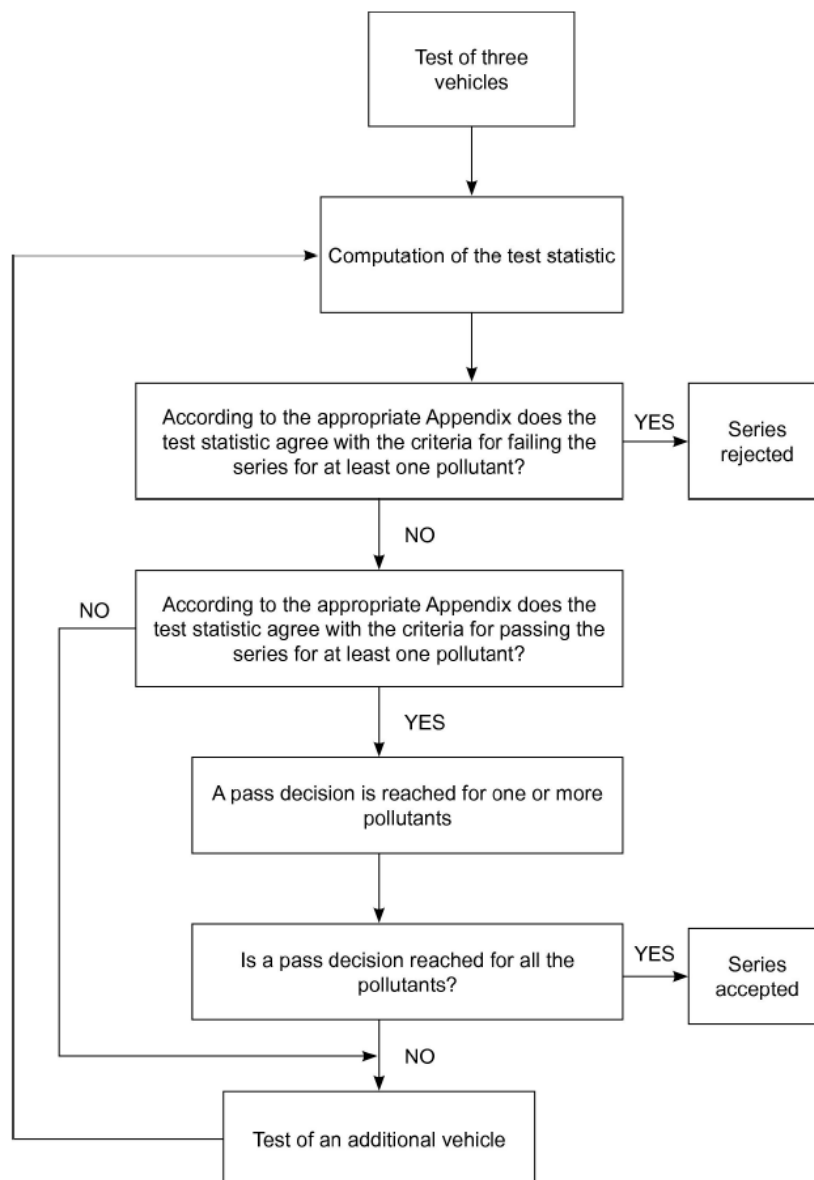 Test of three
vehicles
Computation of the test statistic
According to the appropriate Appendix does the
test statistic agree with the criteria for failing the
series for at least one pollutant?
YES
Series
rejected
NO
According to the appropriate Appendix does the
test statistic agree with the criteria for passing the
series for at least one pollutant?
NO
YES
A pass decision is reached for one or more
pollutants
Is a pass decision reached for all the
pollutants?
YES
Series
accepted
NO
Test of an additional vehicle